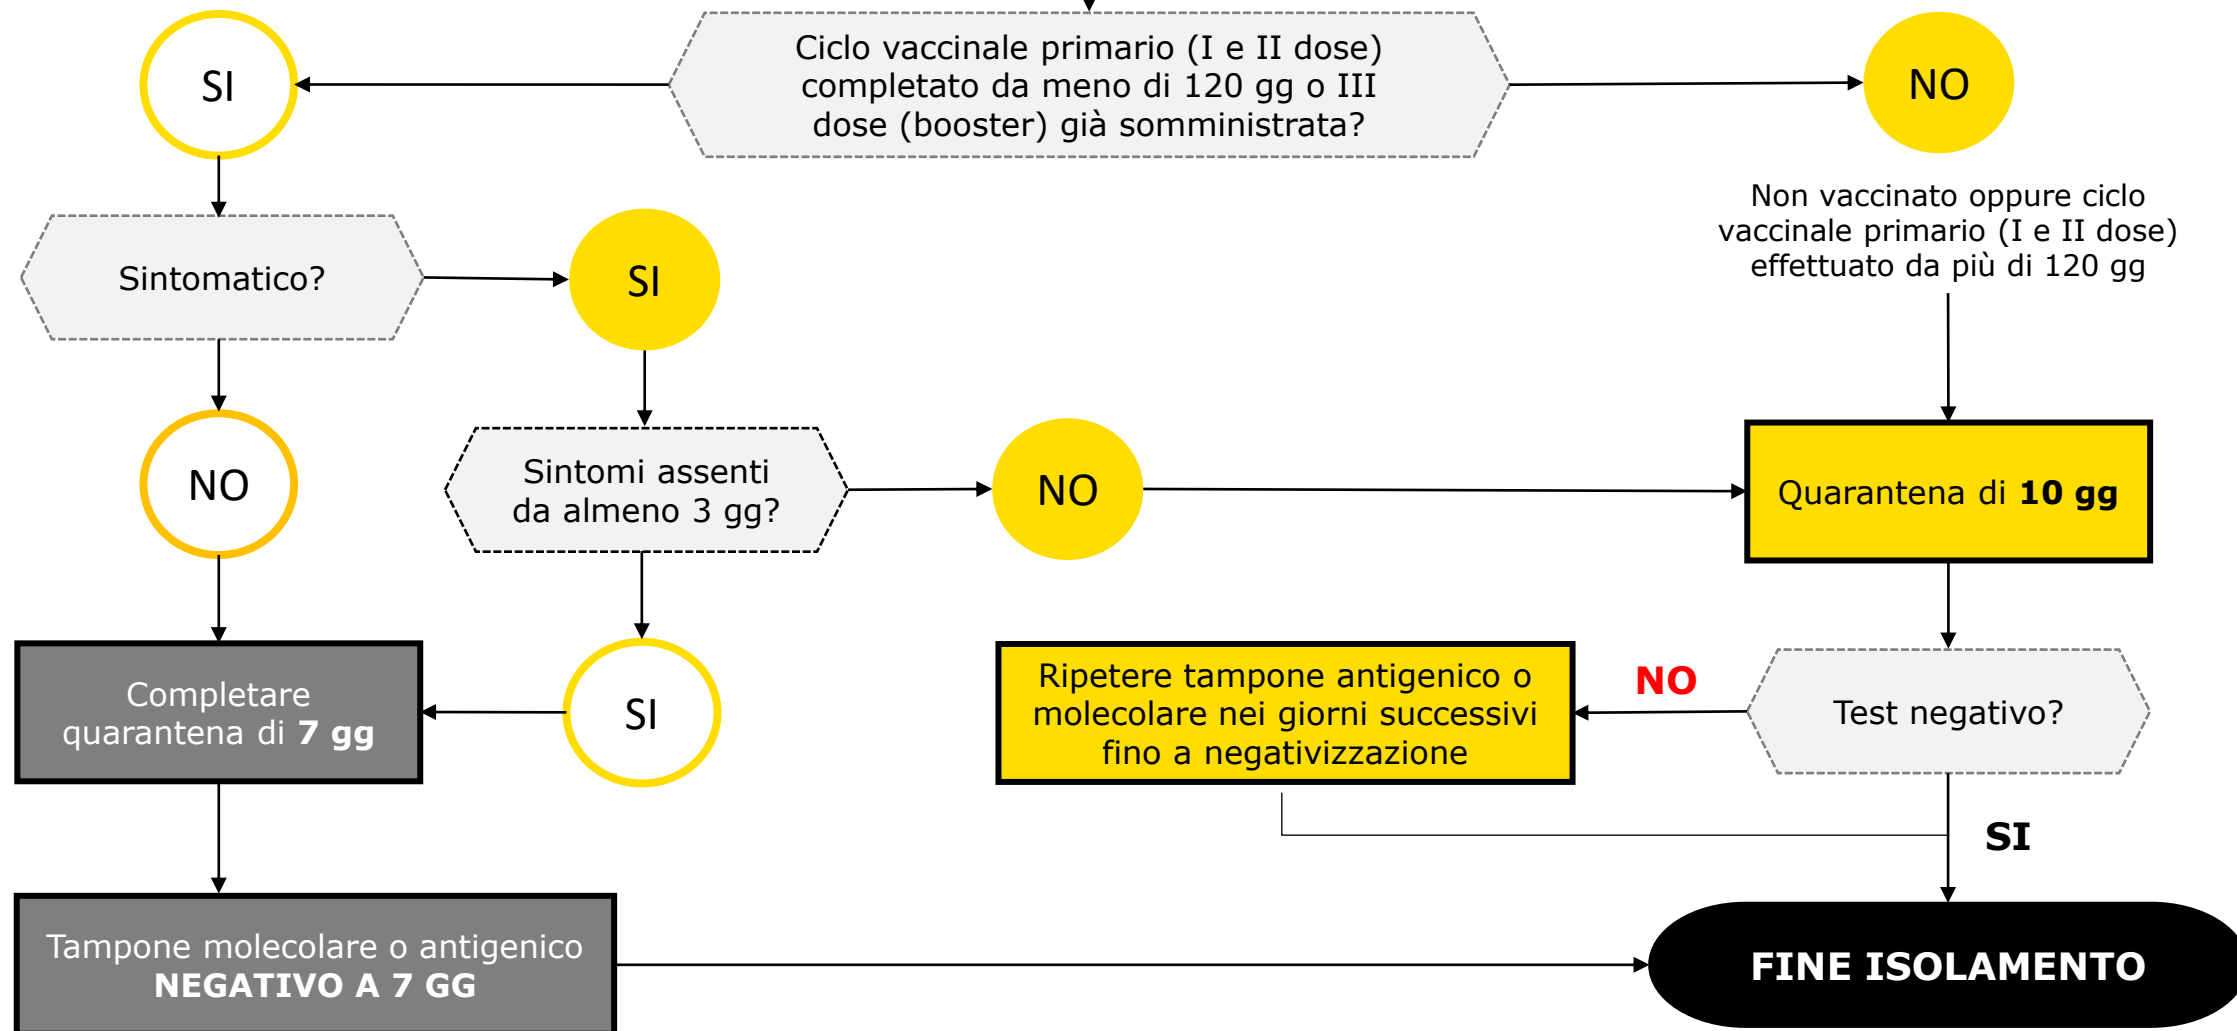 SI
Ciclo vaccinale primario (I e II dose)
completato da meno di 120 gg o III
dose (booster) già somministrata?
NO
Non vaccinato oppure ciclo
vaccinale primario (I e II dose)
effettuato da più di 120 gg
Sintomatico?
SI
NO
Sintomi assenti
da almeno 3 gg?
NO
Quarantena di 10 gg
Completare
quarantena di 7 gg
SI
Ripetere tampone antigenico o
molecolare nei giorni successivi
fino a negativizzazione
NO
Test negativo?
SI
Tampone molecolare o antigenico
NEGATIVO A 7 GG
FINE ISOLAMENTO